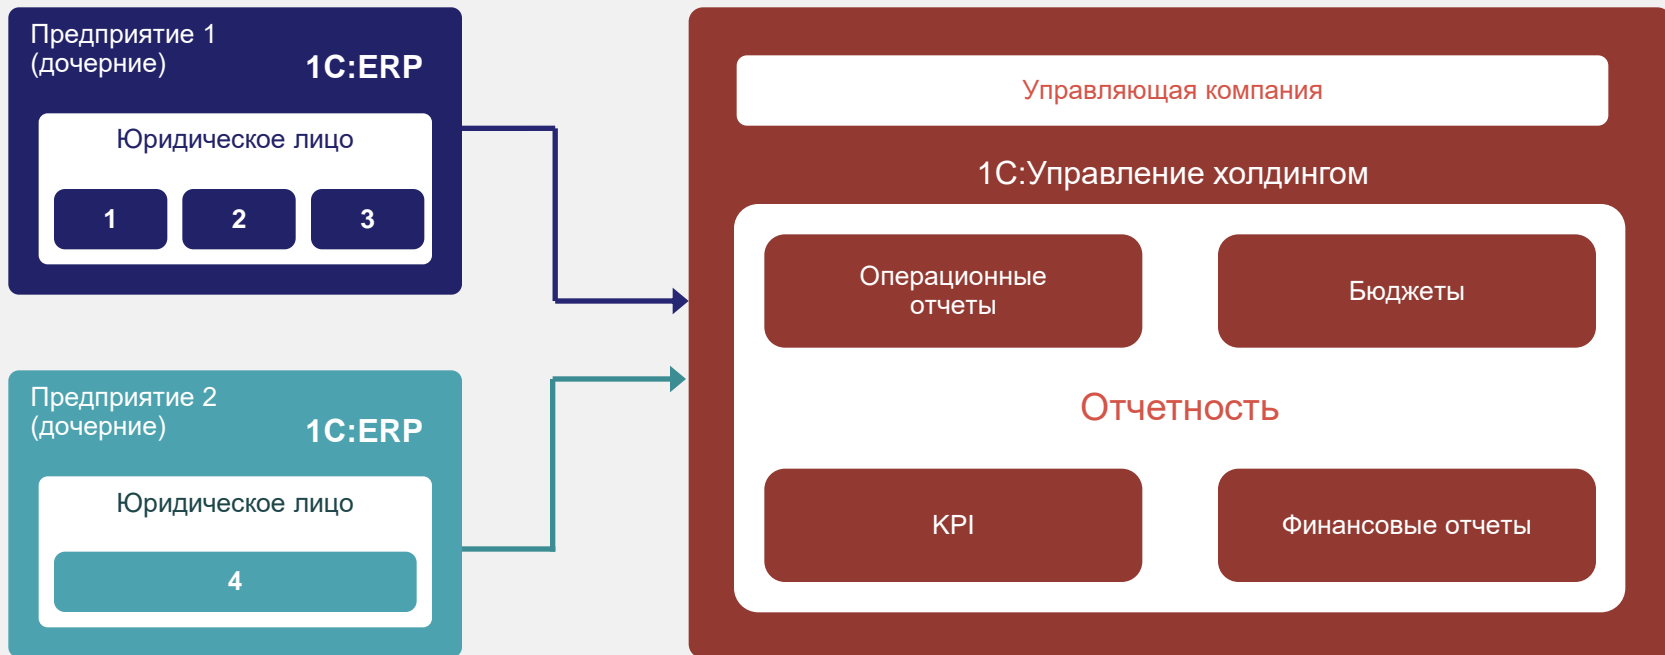 Предприятие 1
(дочерние)
1С:ERP
Юридическое лицо
1 2 3
Предприятие 2
(дочерние)
1С:ERP
Юридическое лицо
4
Управляющая компания
1С:Управление холдингом
Операционные
отчеты
Бюджеты
Отчетность
KPI
Финансовые отчеты